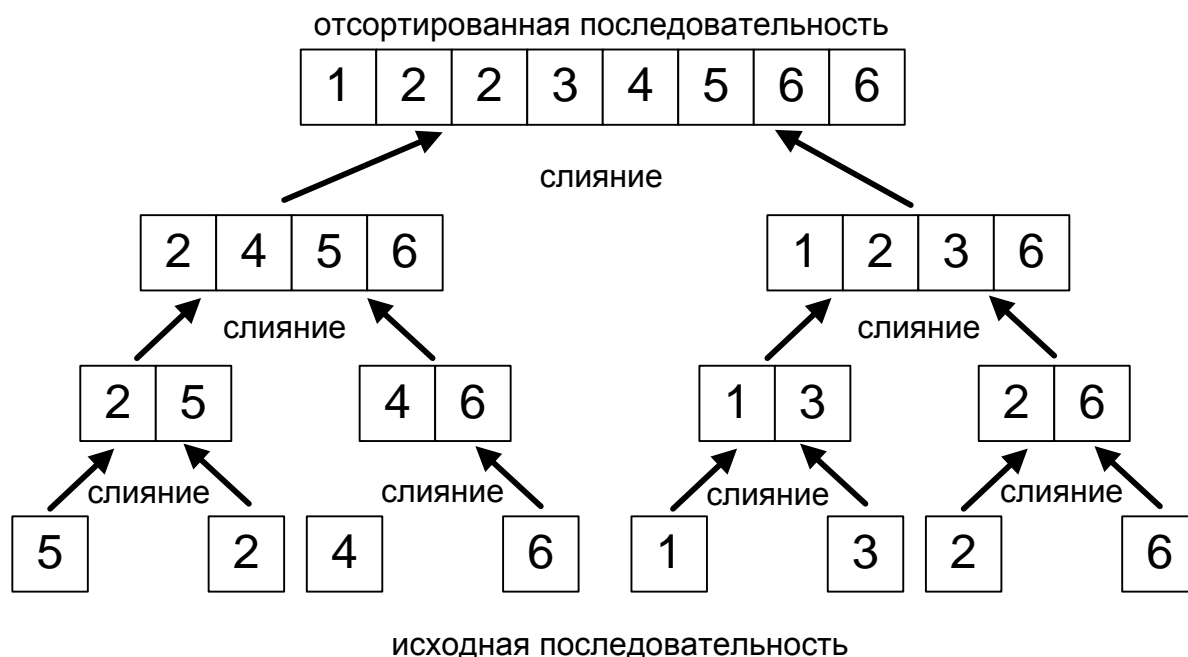 отсортированная последовательность
1 2 2 3 4 5 6 6
слияние
2 4 5 6 1 2 3 6
слияние слияние
2 5 4 6 1 3 2 6
слияние слияние слияние слияние
5 2 4 6 1 3 2 6
исходная последовательность